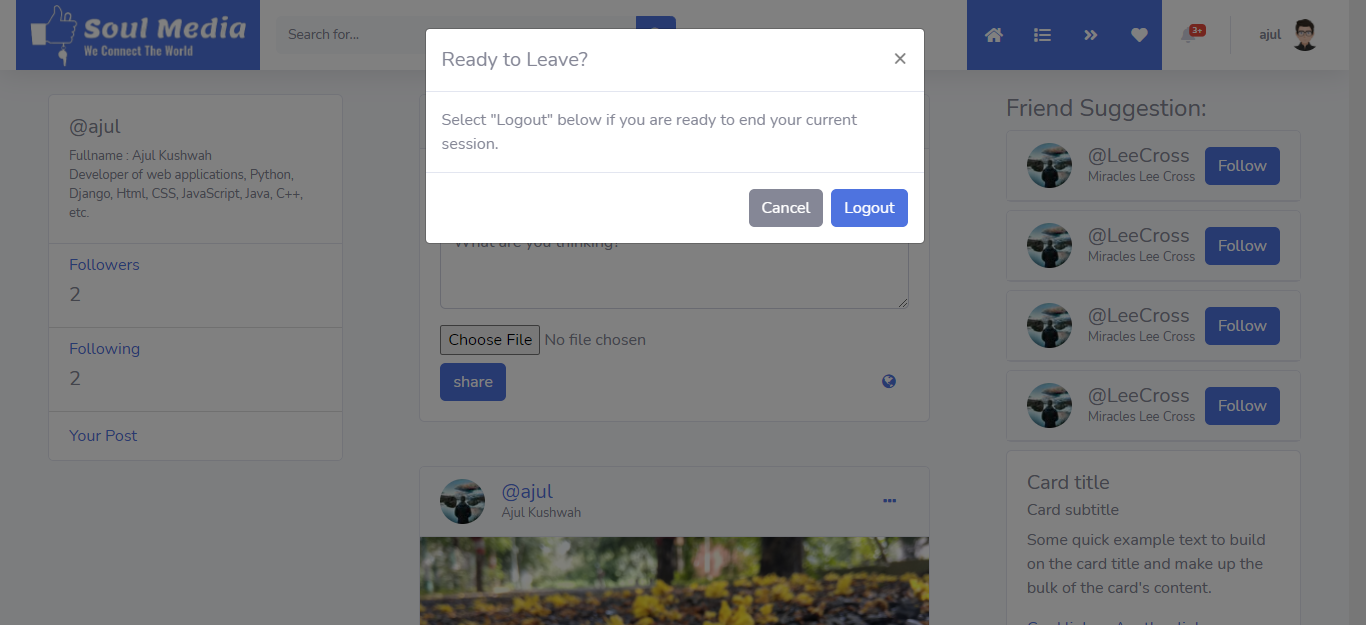 Soul Media
We Connect The World
Search for...
3+
ajul
Ready to Leave?
×
Select "Logout" below if you are ready to end your current
session.
Cancel
Logout
@ajul
Fullname : Ajul Kushwah
Developer of web applications, Python,
Django, Html, CSS, JavaScript, Java, C++,
etc.
Followers
2
Following
2
Your Post
What are you thinking?
Choose File No file chosen
share
@ajul
Ajul Kushwah
Friend Suggestion:
@LeeCross
Miracles Lee Cross
Follow
@LeeCross
Miracles Lee Cross
Follow
@LeeCross
Miracles Lee Cross
Follow
@LeeCross
Miracles Lee Cross
Follow
Card title
Card subtitle
Some quick example text to build
on the card title and make up the
bulk of the card's content.